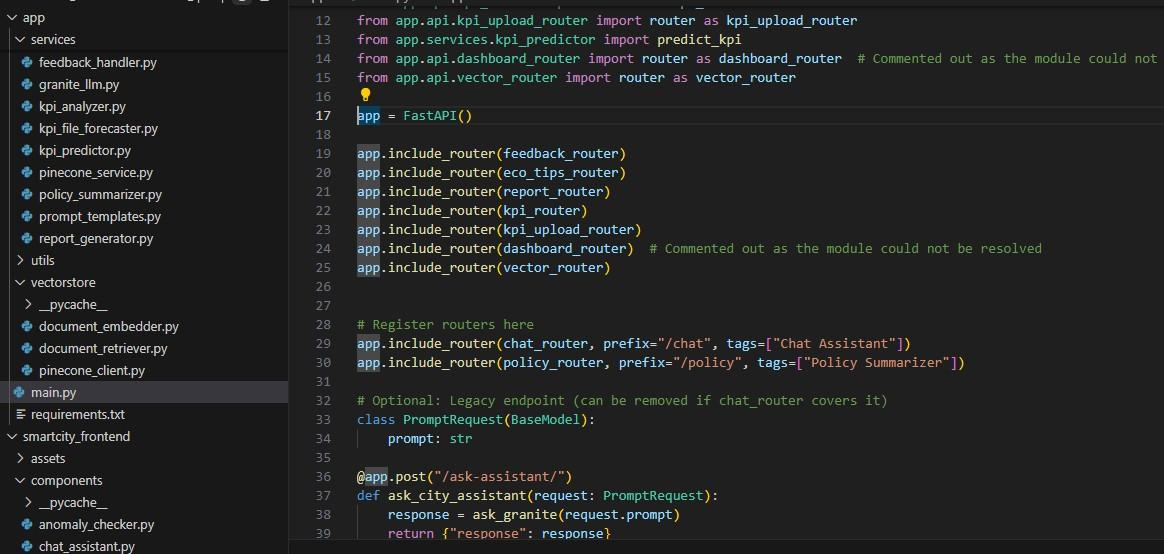 app
services
feedback_handler.py
granite_llm.py
kpi_analyzer.py
kpi_file_forecaster.py
kpi_predictor.py
pinecone_service.py
policy_summarizer.py
prompt_templates.py
report_generator.py
utils
vectorstore
__pycache__
document_embedder.py
document_retriever.py
pinecone_client.py
main.py
requirements.txt
smartcity_frontend
assets
components
__pycache__
anomaly_checker.py
chat_assistant.py
12 from app.api.kpi_upload_router import router as kpi_upload_router
13 from app.services.kpi_predictor import predict_kpi
14 from app.api.dashboard_router import router as dashboard_router  # Commented out as the module could not
15 from app.api.vector_router import router as vector_router
16
17 app = FastAPI()
18
19 app.include_router(feedback_router)
20 app.include_router(eco_tips_router)
21 app.include_router(report_router)
22 app.include_router(kpi_router)
23 app.include_router(kpi_upload_router)
24 app.include_router(dashboard_router)  # Commented out as the module could not be resolved
25 app.include_router(vector_router)
26
27
28 # Register routers here
29 app.include_router(chat_router, prefix="/chat", tags=["Chat Assistant"])
30 app.include_router(policy_router, prefix="/policy", tags=["Policy Summarizer"])
31
32 # Optional: Legacy endpoint (can be removed if chat_router covers it)
33 class PromptRequest(BaseModel):
34     prompt: str
35
36 @app.post("/ask-assistant/")
37 def ask_city_assistant(request: PromptRequest):
38     response = ask_granite(request.prompt)
39     return {"response": response}